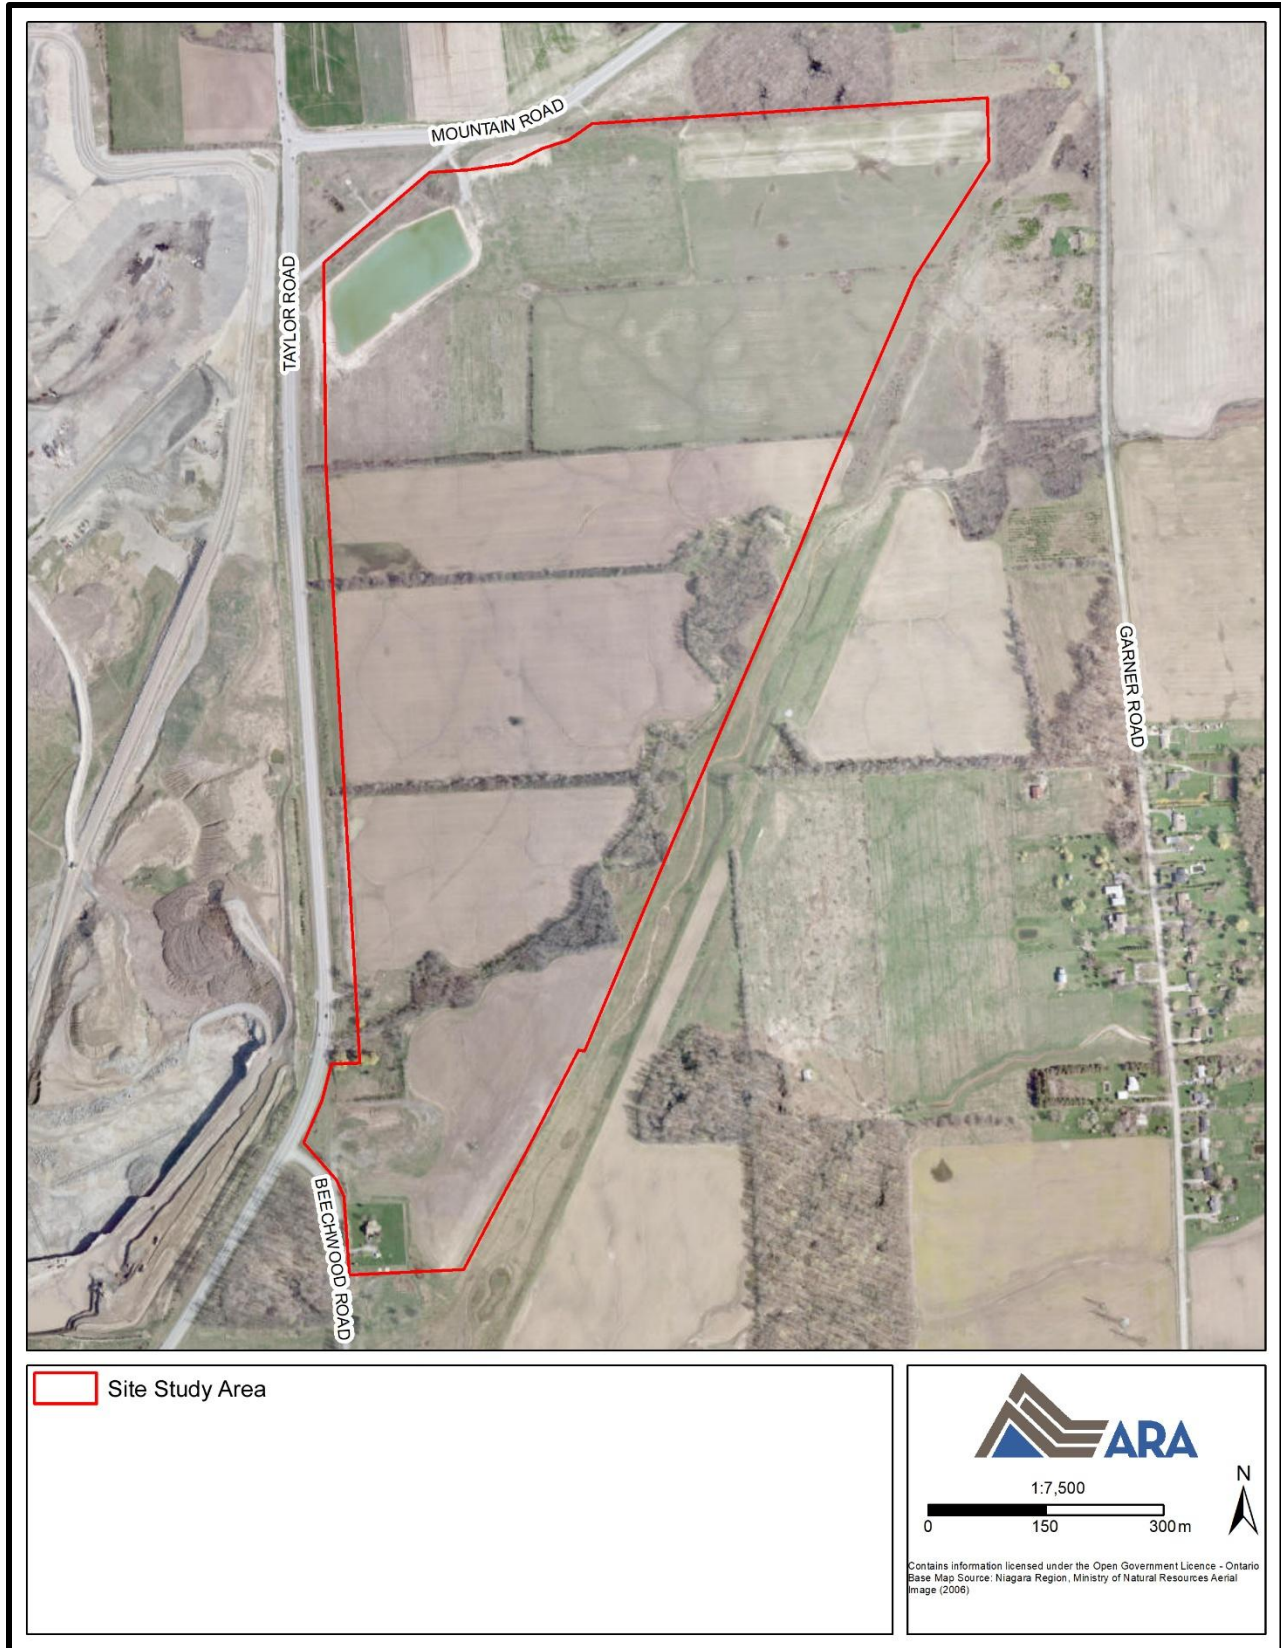 MOUNTAIN ROAD
TAYLOR ROAD
GARNER ROAD
BEECHWOOD ROAD
Site Study Area
ARA
1:7,500
N
0 150 300 m
Contains information licensed under the Open Government Licence - Ontario
Base Map Source: Niagara Region, Ministry of Natural Resources Aerial
Image (2006)